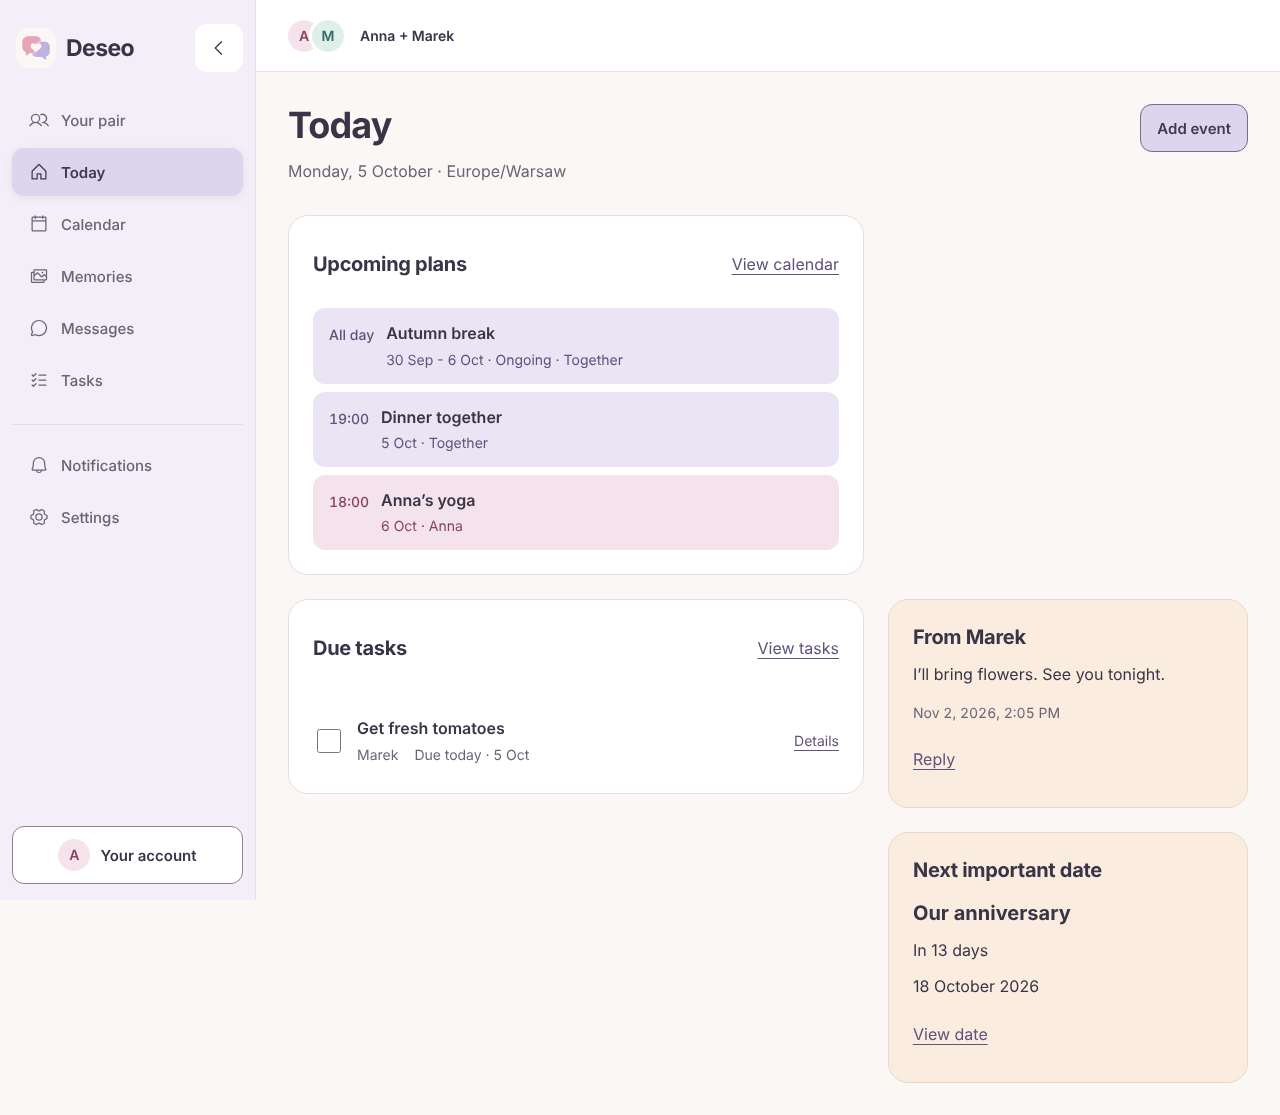 Deseo
Your pair
Today
Calendar
Memories
Messages
Tasks
Notifications
Settings
A Your account
A M Anna + Marek
Today
Add event
Monday, 5 October · Europe/Warsaw
Upcoming plans
View calendar
All day Autumn break
30 Sep - 6 Oct · Ongoing · Together
19:00 Dinner together
5 Oct · Together
18:00 Anna’s yoga
6 Oct · Anna
Due tasks
View tasks
Get fresh tomatoes
Marek Due today · 5 Oct
Details
From Marek
I’ll bring flowers. See you tonight.
Nov 2, 2026, 2:05 PM
Reply
Next important date
Our anniversary
In 13 days
18 October 2026
View date